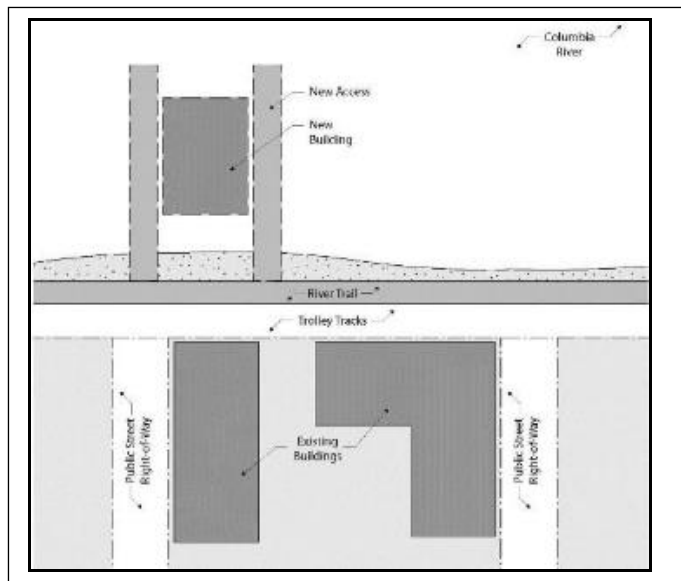 Columbia
River
New Access
New
Building
River Trail
Trolley Tracks
Public Street
Right-of-Way
Existing
Buildings
Public Street
Right-of-Way